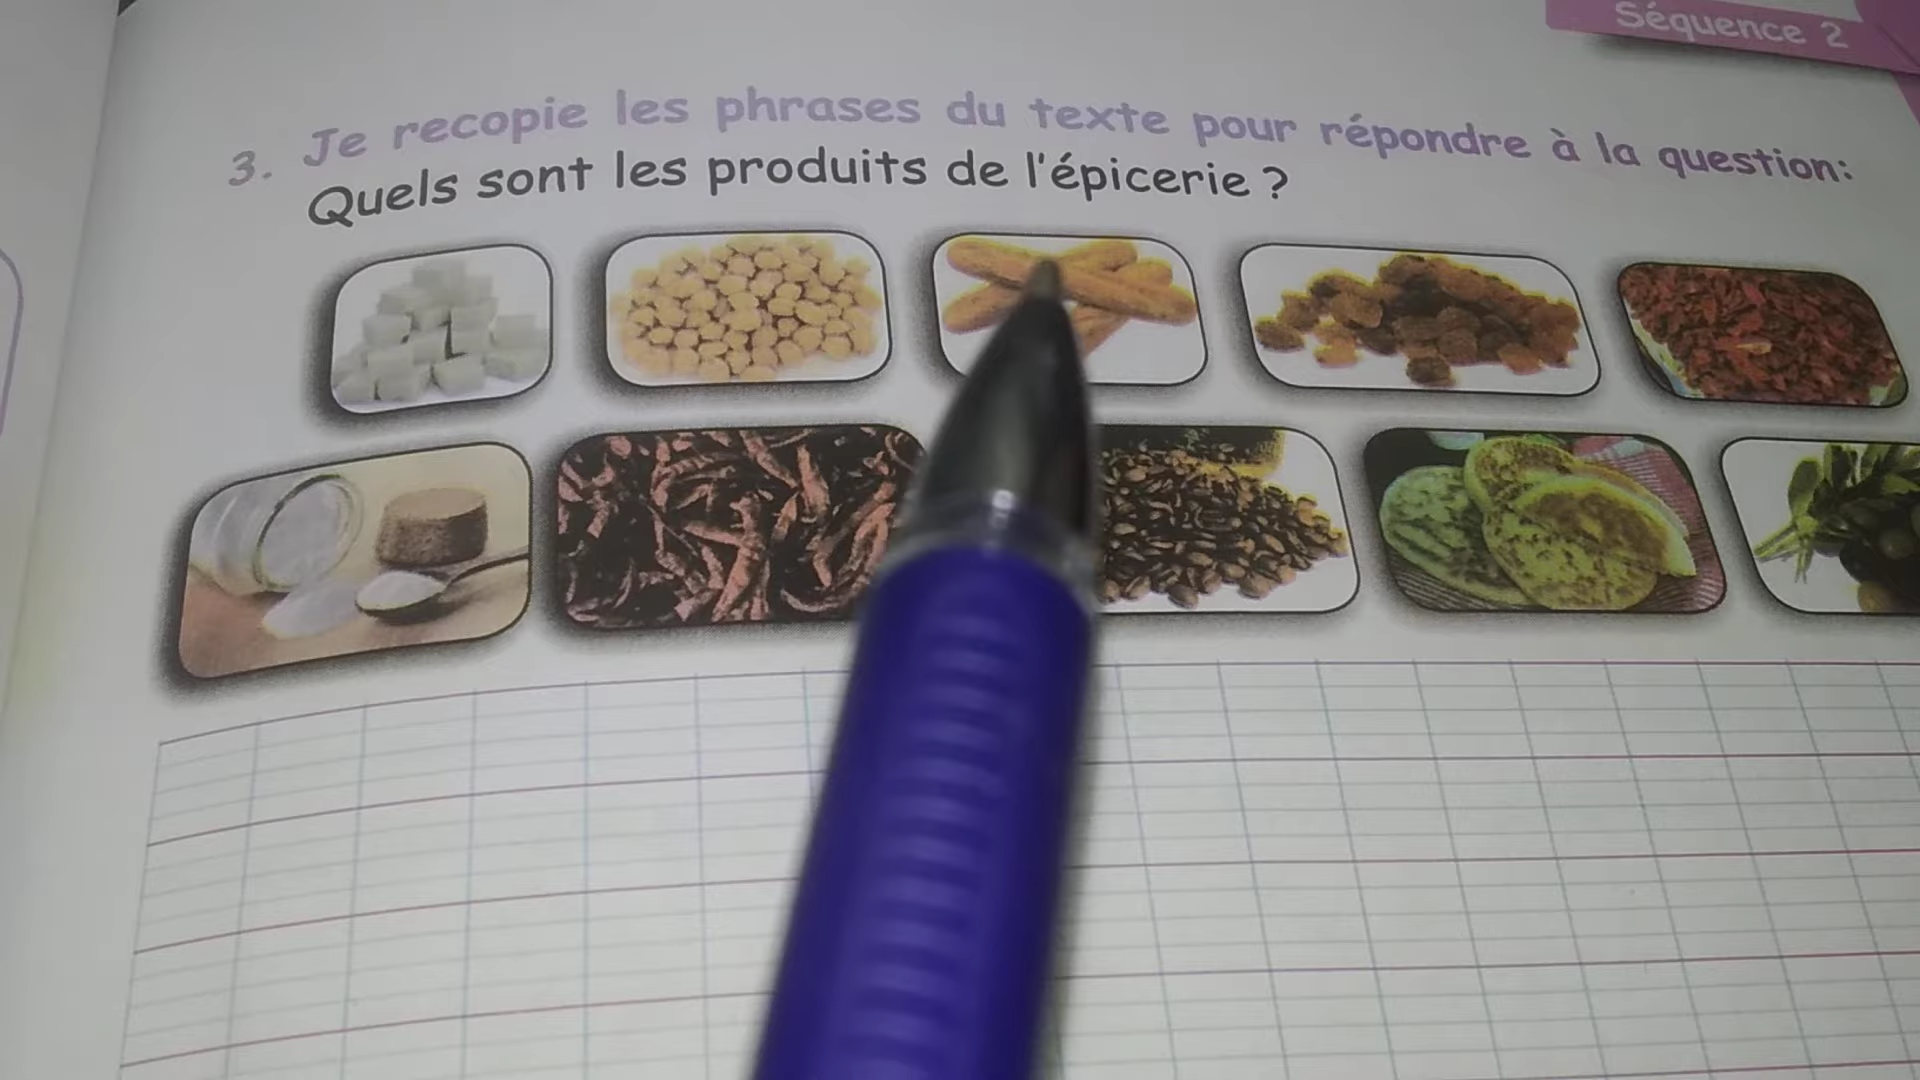 Séquence 2
3. Je recopie les phrases du texte pour répondre à la question:
Quels sont les produits de l'épicerie ?